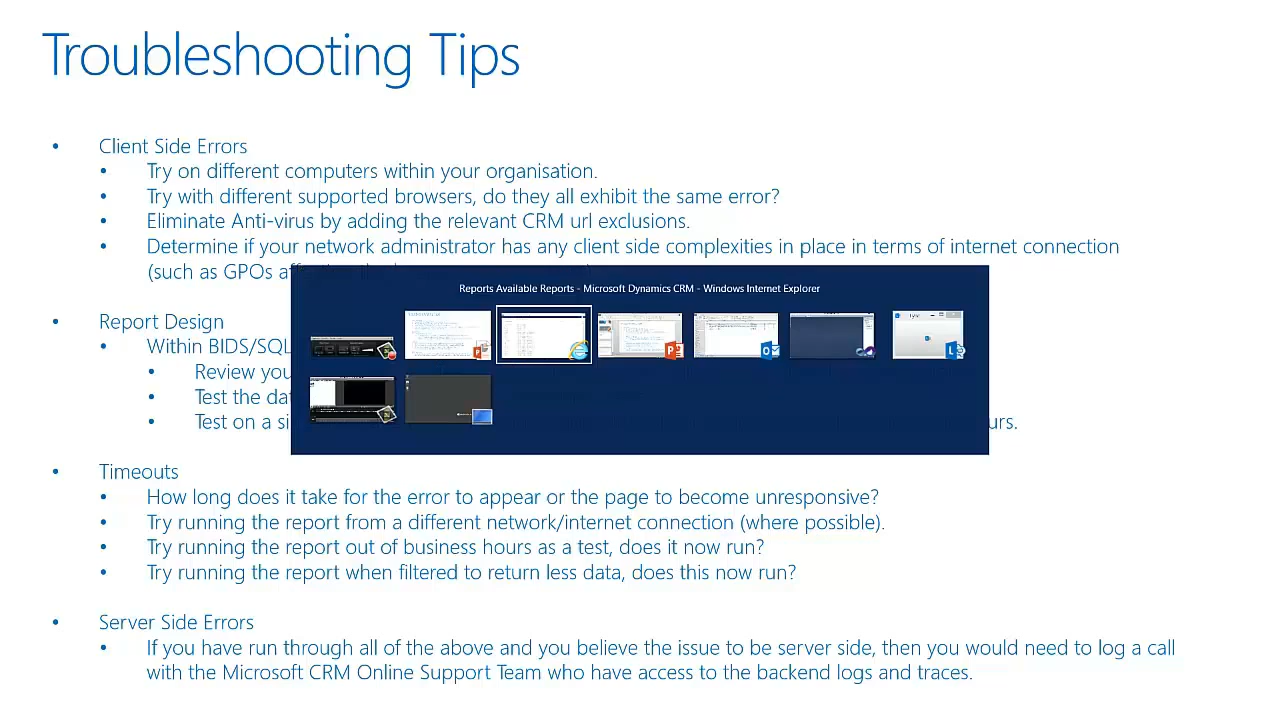 Troubleshooting Tips
• Client Side Errors
• Try on different computers within your organisation.
• Try with different supported browsers, do they all exhibit the same error?
• Eliminate Anti-virus by adding the relevant CRM url exclusions.
• Determine if your network administrator has any client side complexities in place in terms of internet connection
(such as GPOs
Reports Available Reports - Microsoft Dynamics CRM - Windows Internet Explorer
• Report Design
• Within BIDS/SQL
• Review you
• Test the
• Test on a
• Timeouts
• How long does it take for the error to appear or the page to become unresponsive?
• Try running the report from a different network/internet connection (where possible).
• Try running the report out of business hours as a test, does it now run?
• Try running the report when filtered to return less data, does this now run?
• Server Side Errors
• If you have run through all of the above and you believe the issue to be server side, then you would need to log a call
with the Microsoft CRM Online Support Team who have access to the backend logs and traces.